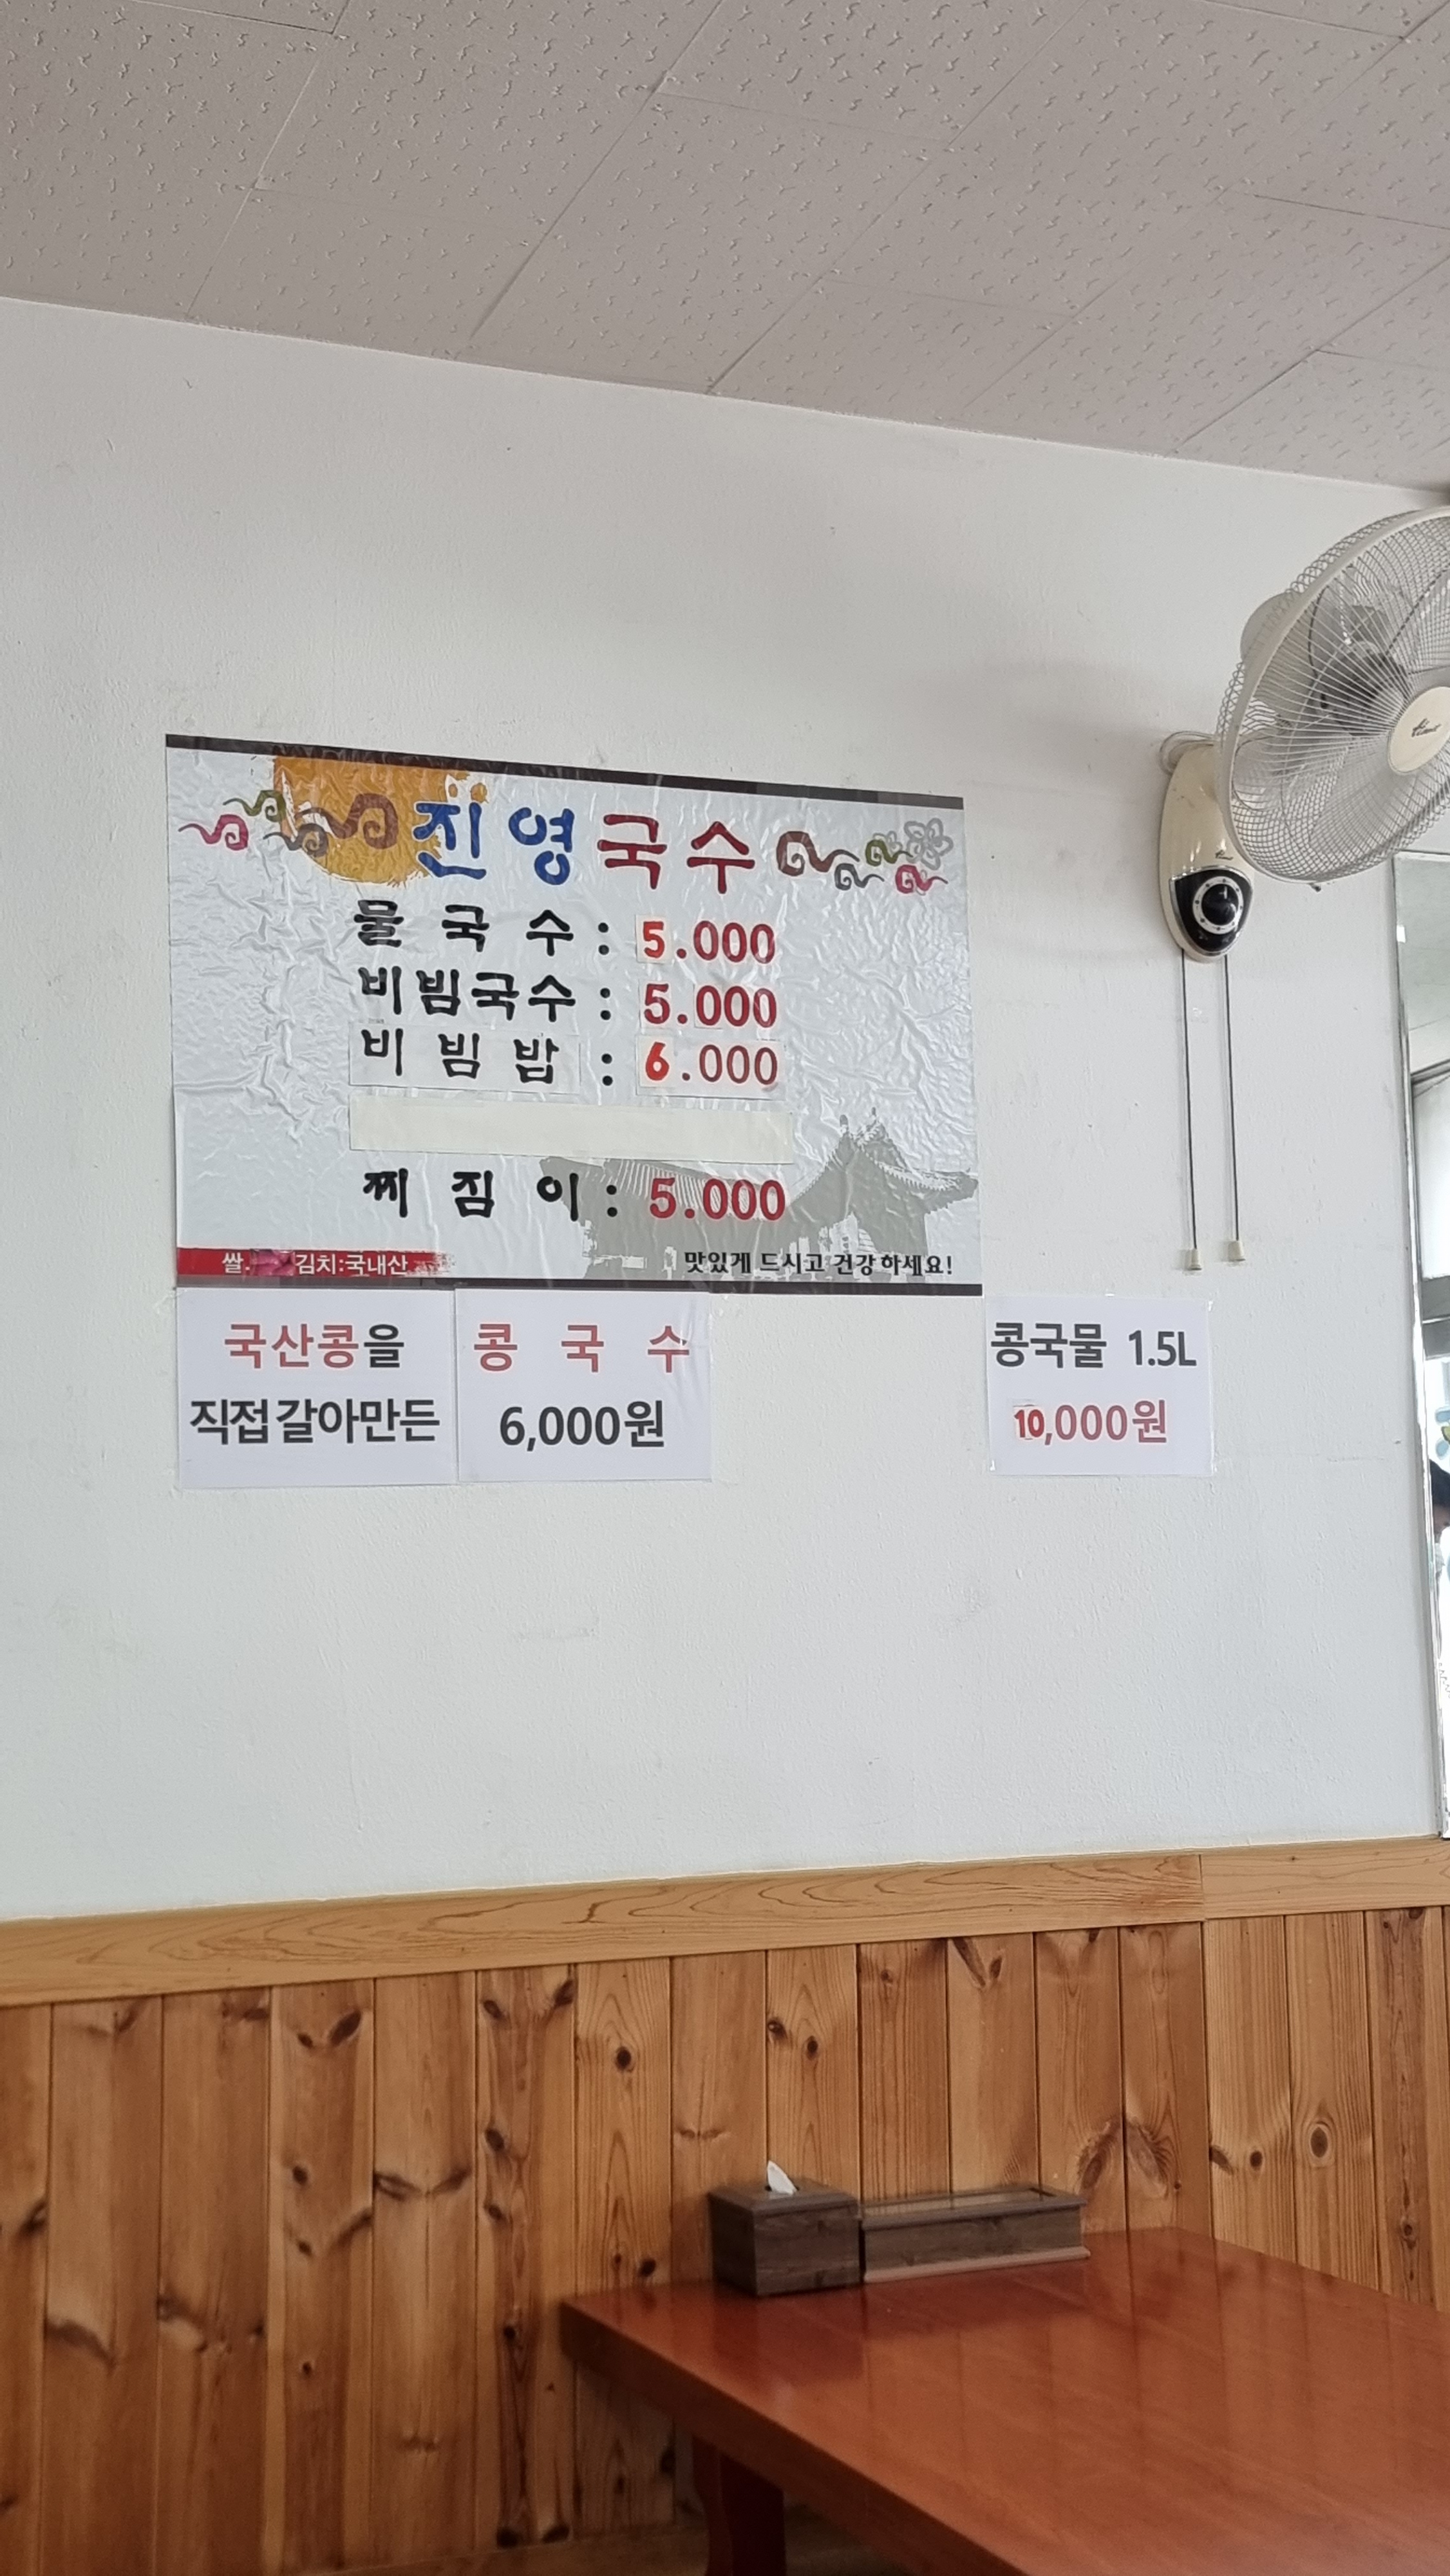 진영국수
물국수 : 5.000
비빔국수 : 5.000
비빔밥 : 6.000
찌짐이 : 5.000
쌀. 김치:국내산
맛있게 드시고 건강하세요!
국산콩을
직접 갈아만든
콩국수
6,000원
콩국물 1.5L
10,000원